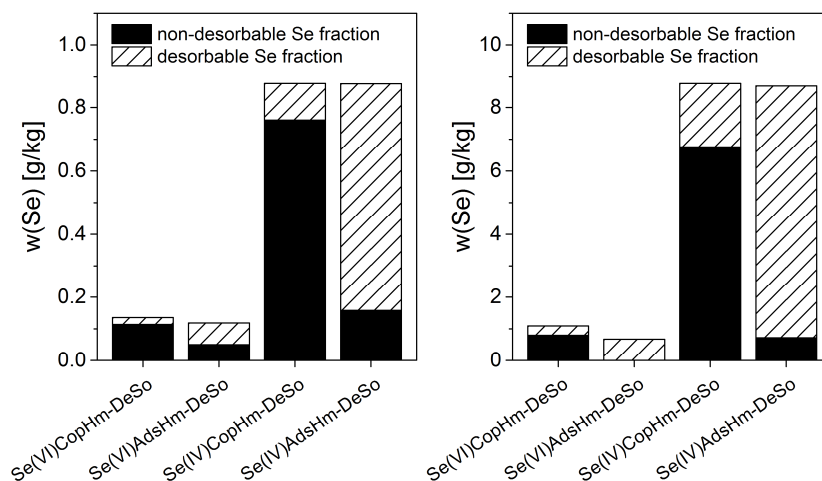 non-desorbable Se fraction
desorbable Se fraction
w(Se) [g/kg]
1.0
0.8
0.6
0.4
0.2
0.0
Se(VI)CopHm-DeSo
Se(VI)AdsHm-DeSo
Se(IV)CopHm-DeSo
Se(IV)AdsHm-DeSo
non-desorbable Se fraction
desorbable Se fraction
w(Se) [g/kg]
10
8
6
4
2
0
Se(VI)CopHm-DeSo
Se(VI)AdsHm-DeSo
Se(IV)CopHm-DeSo
Se(IV)AdsHm-DeSo